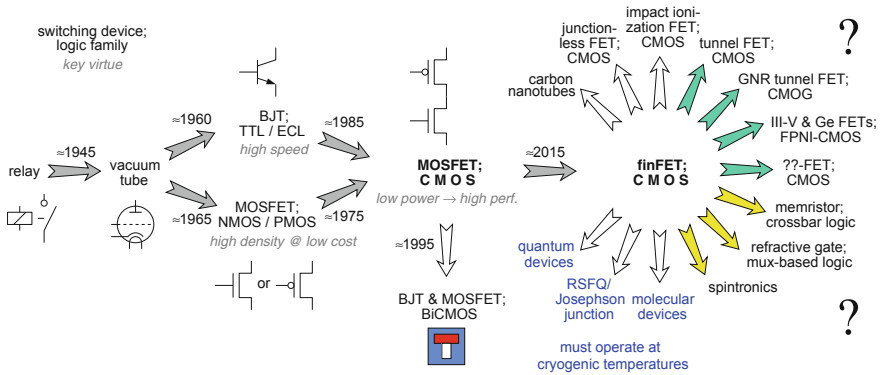 switching device;
logic family
key virtue
relay
≈1945
vacuum
tube
≈1960
≈1965
BJT;
TTL / ECL
high speed
MOSFET;
NMOS / PMOS
high density @ low cost
or
≈1985
≈1975
MOSFET;
C M O S
low power → high perf.
≈1995
BJT & MOSFET;
BiCMOS
≈2015
finFET;
C M O S
carbon
nanotubes
junction-
less FET;
CMOS
impact ioni-
zation FET;
CMOS
tunnel FET;
CMOS
GNR tunnel FET;
CMOG
III-V & Ge FETs;
FPNI-CMOS
??-FET;
CMOS
memristor;
crossbar logic
refractive gate;
mux-based logic
spintronics
molecular
devices
RSFQ/
Josephson
junction
quantum
devices
must operate at
cryogenic temperatures
?
?